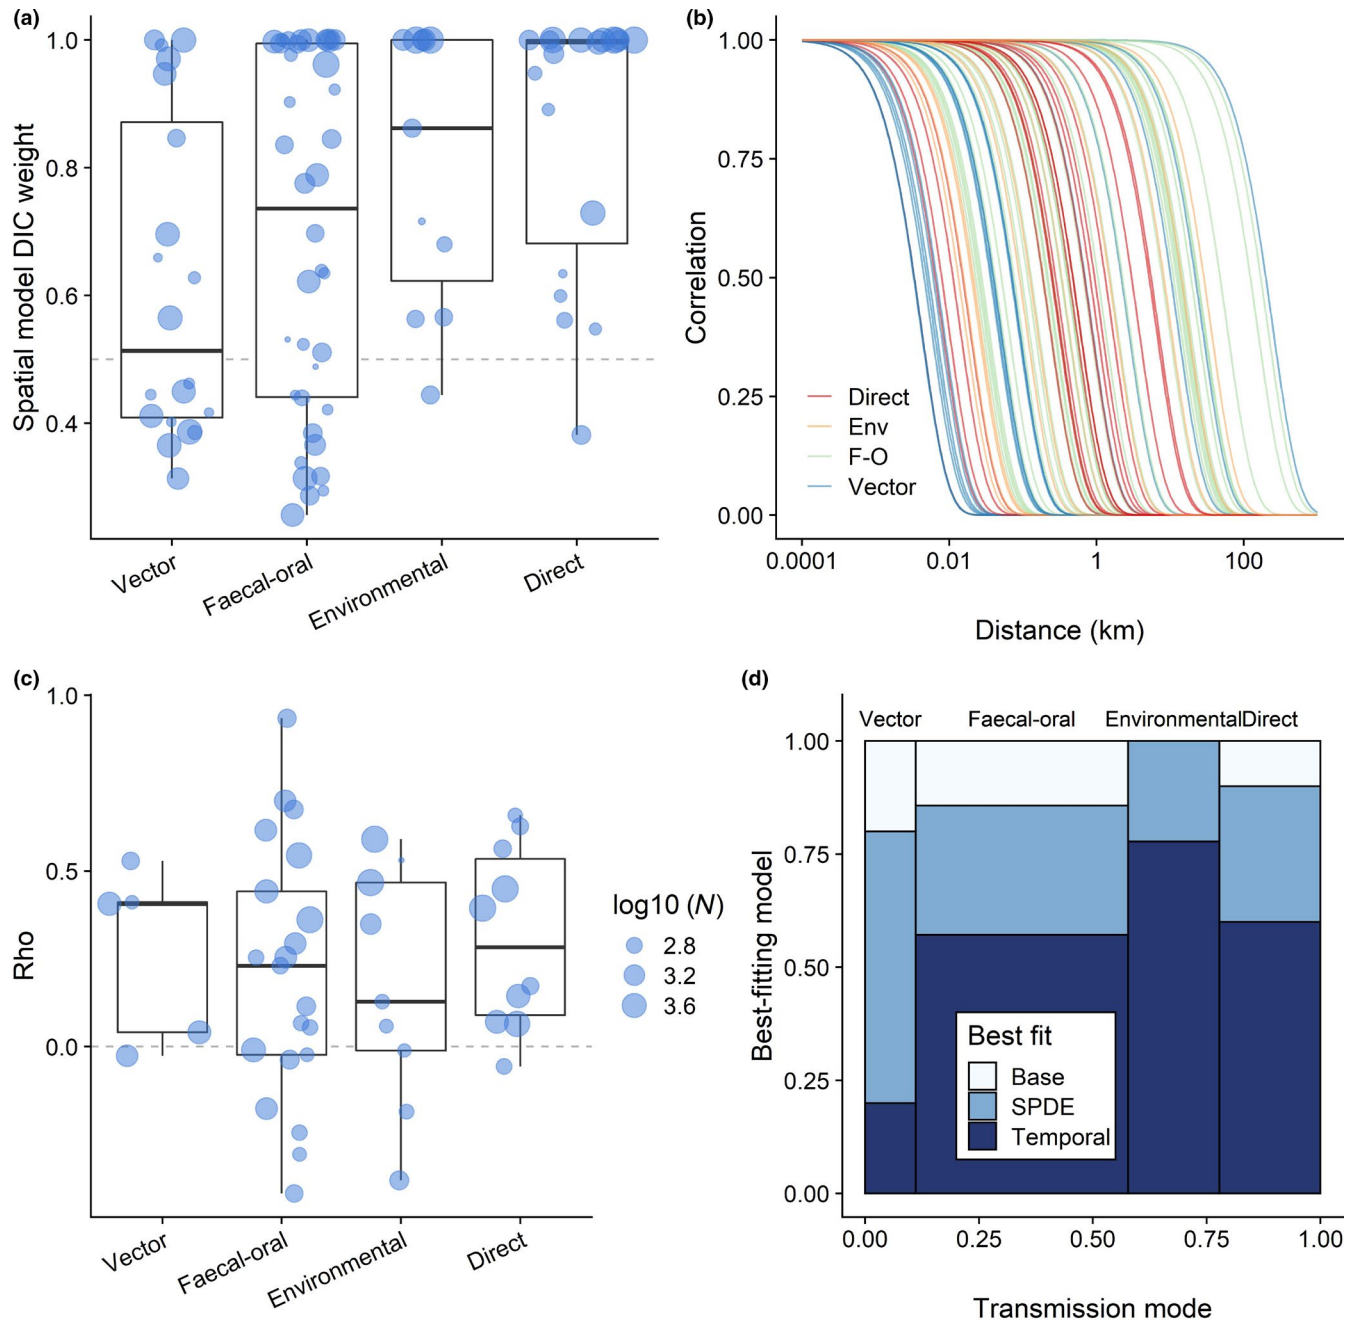 (a)
Spatial model DIC weight
1.0
0.8
0.6
0.4
Vector
Faecal-oral
Environmental
Direct
(b)
Correlation
1.00
0.75
0.50
0.25
0.00
Direct
Env
F-O
Vector
0.0001
0.01
1
100
Distance (km)
(c)
Rho
1.0
0.5
0.0
Vector
Faecal-oral
Environmental
Direct
log10 (N)
2.8
3.2
3.6
(d)
Vector
Faecal-oral
Environmental
Direct
Best-fitting model
1.00
0.75
0.50
0.25
0.00
Best fit
Base
SPDE
Temporal
0.00
0.25
0.50
0.75
1.00
Transmission mode